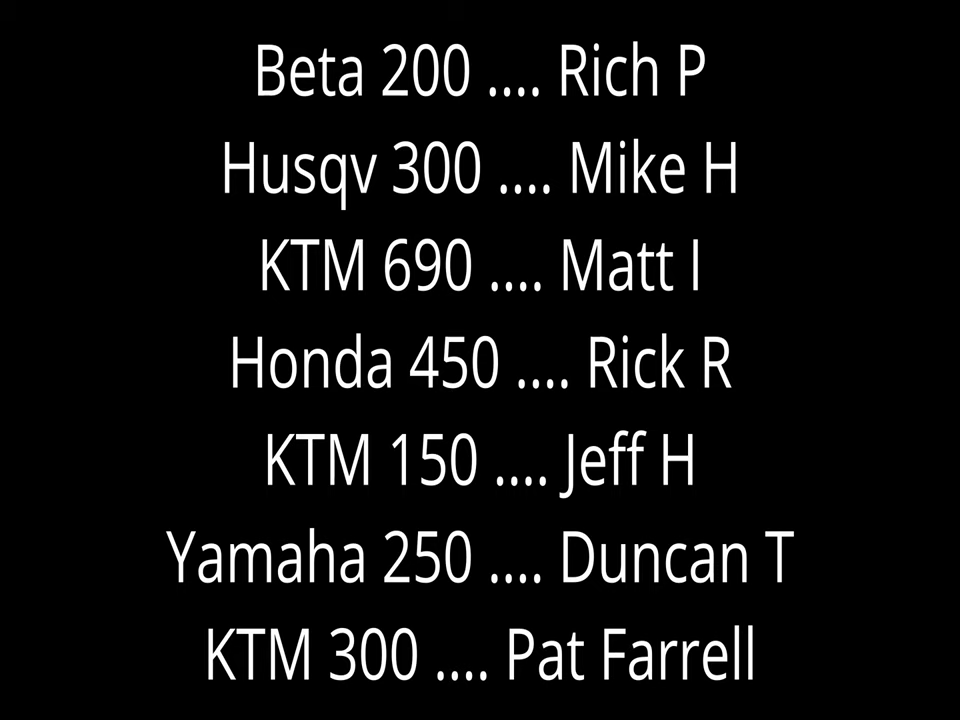 Beta 200 .... Rich P
Husqv 300 .... Mike H
KTM 690 .... Matt I
Honda 450 .... Rick R
KTM 150 .... Jeff H
Yamaha 250 .... Duncan T
KTM 300 .... Pat Farrell